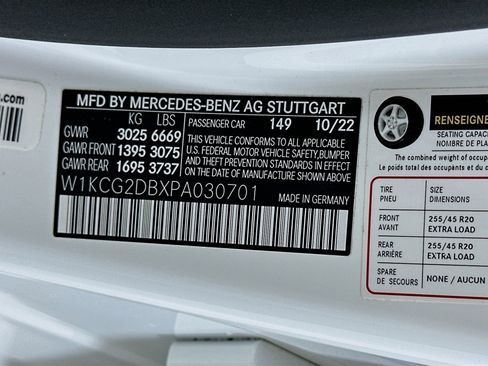 s.com
MFD BY MERCEDES-BENZ AG STUTTGART
KG LBS
GVWR 3025 6669
GAWR FRONT 1395 3075
GAWR REAR 1695 3737
PASSENGER CAR 149 10/22
THIS VEHICLE CONFORMS TO ALL APPLICABLE
U.S. FEDERAL MOTOR VEHICLE SAFETY, BUMPER
AND THEFT PREVENTION STANDARDS IN EFFECT
ON THE DATE OF MANUFACTURE SHOWN ABOVE
W1KCG2DBXPA030701
MADE IN GERMANY
RENSEIGNE
SEATING CAPACI
NOMBRE DE PLA
The combined weight of occupan
Le poids total des occupants et du c
TIRE SIZE
PNEU DIMENSION
FRONT 255/45 R20
AVANT EXTRA LOAD
REAR 255/45 R20
ARRIÈRE EXTRA LOAD
SPARE NONE / AUCUN
DE SECOURS